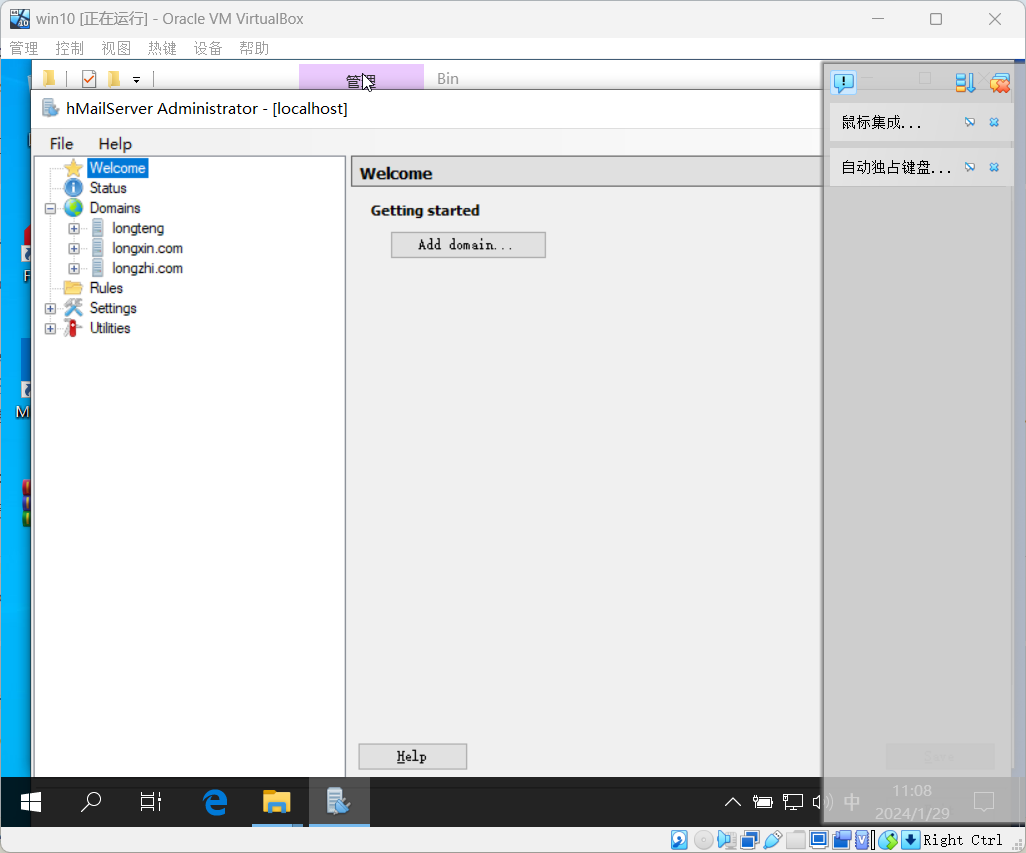 win10 [正在运行] - Oracle VM VirtualBox
管理 控制 视图 热键 设备 帮助
管理 Bin
hMailServer Administrator - [localhost]
鼠标集成...
File Help
自动独占键盘...
Welcome
Welcome
Status
Domains
Getting started
longteng
Add domain...
longxin.com
longzhi.com
Rules
Settings
Utilities
F
M
Help
中
11:08
2024/1/29
Right Ctrl